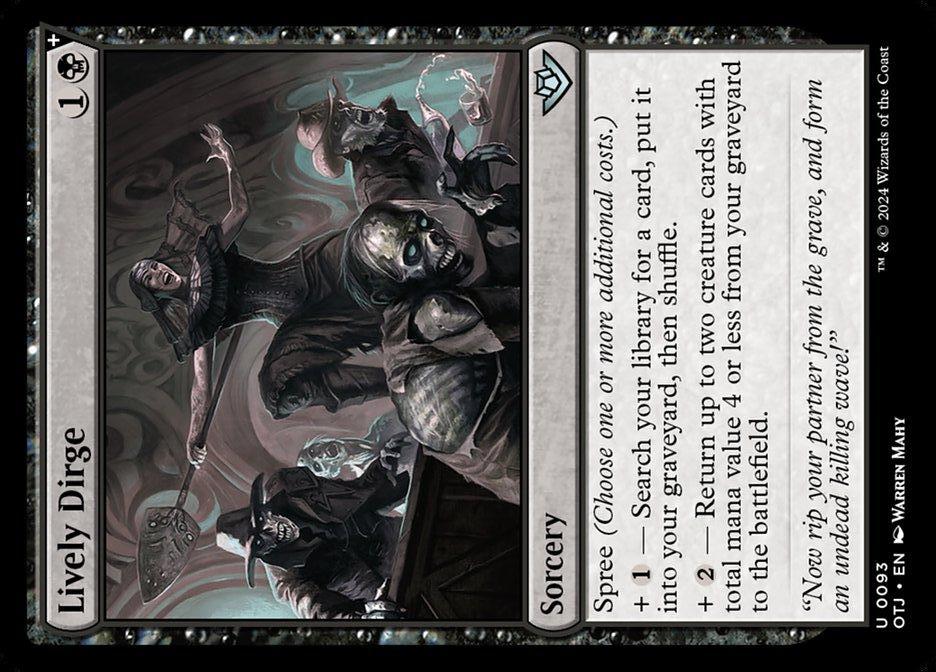 Lively Dirge
1
Sorcery
Spree (Choose one or more additional costs.)
+ 1 — Search your library for a card, put it
into your graveyard, then shuffle.
+ 2 — Return up to two creature cards with
total mana value 4 or less from your graveyard
to the battlefield.
“Now rip your partner from the grave, and form
an undead killing wave!”
U 0093
OTJ • EN Warren Mahy
™ & © 2024 Wizards of the Coast